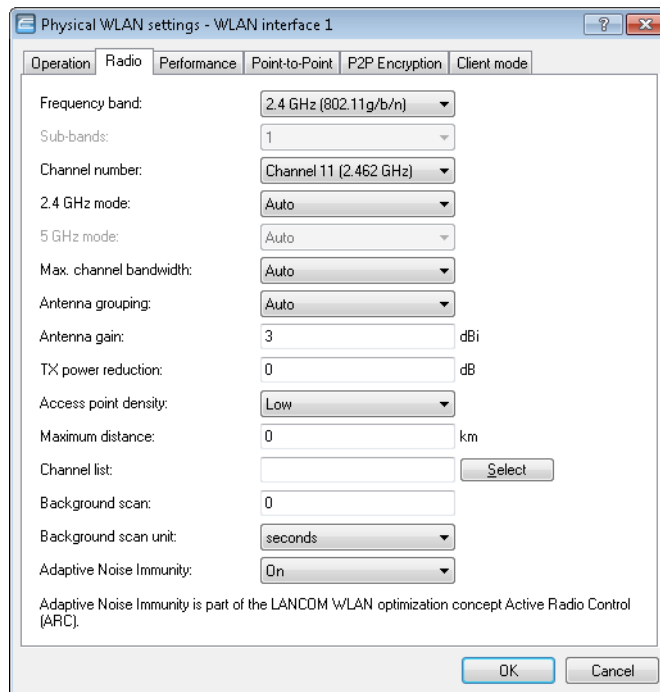 Physical WLAN settings - WLAN interface 1
Operation Radio Performance Point-to-Point P2P Encryption Client mode
Frequency band: 2.4 GHz (802.11g/b/n)
Sub-bands: 1
Channel number: Channel 11 (2.462 GHz)
2.4 GHz mode: Auto
5 GHz mode: Auto
Max. channel bandwidth: Auto
Antenna grouping: Auto
Antenna gain: 3 dBi
TX power reduction: 0 dB
Access point density: Low
Maximum distance: 0 km
Channel list: Select
Background scan: 0
Background scan unit: seconds
Adaptive Noise Immunity: On
Adaptive Noise Immunity is part of the LANCOM WLAN optimization concept Active Radio Control
(ARC).
OK Cancel